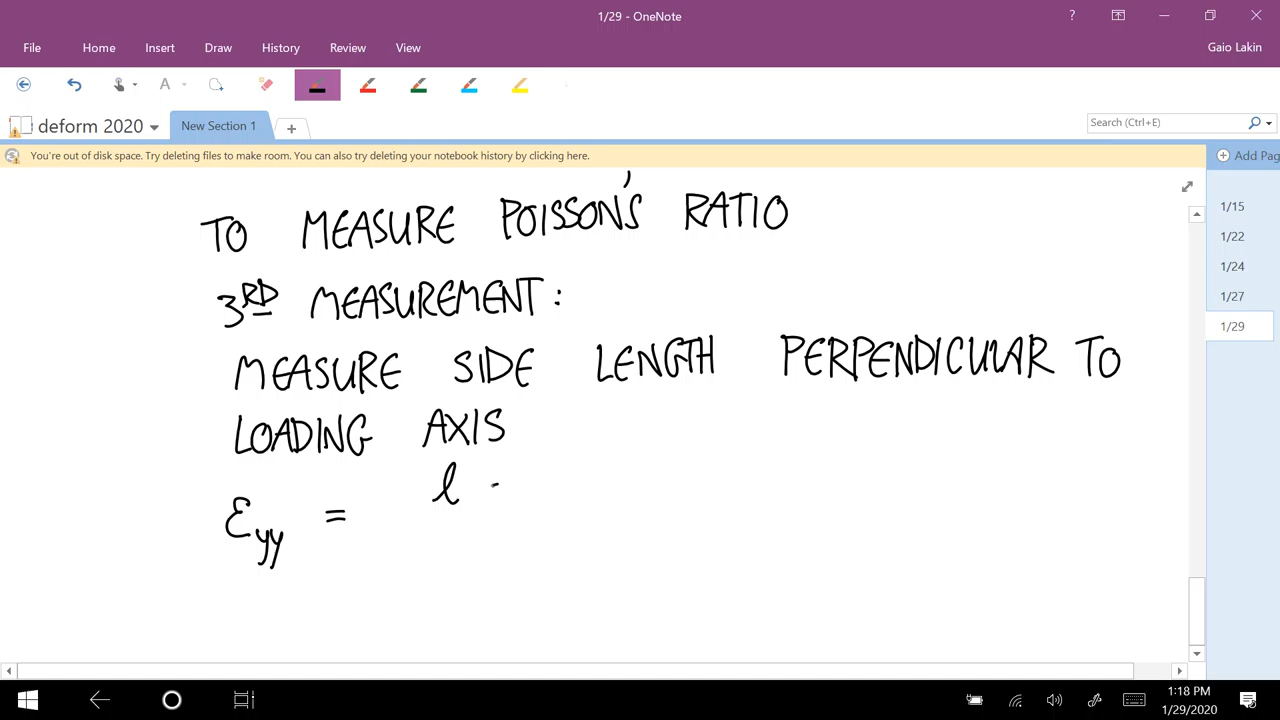 1/29 - OneNote
?
File Home Insert Draw History Review View Gaio Lakin
A
deform 2020 New Section 1 + Search (Ctrl+E)
You're out of disk space. Try deleting files to make room. You can also try deleting your notebook history by clicking here.
Add Pag
1/15
1/22
1/24
1/27
1/29
TO MEASURE POISSON'S RATIO
3RD MEASUREMENT:
MEASURE SIDE LENGTH PERPENDICULAR TO
LOADING AXIS
l -
εyy =
1:18 PM
1/29/2020